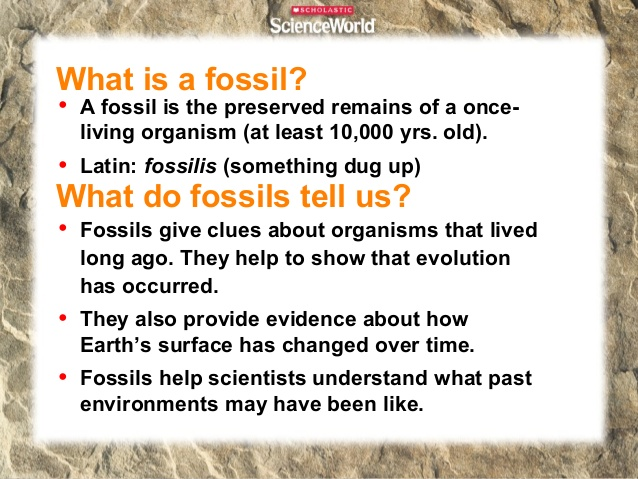 SCHOLASTIC
ScienceWorld
What is a fossil?
• A fossil is the preserved remains of a once-
living organism (at least 10,000 yrs. old).
• Latin: fossilis (something dug up)
What do fossils tell us?
• Fossils give clues about organisms that lived
long ago. They help to show that evolution
has occurred.
• They also provide evidence about how
Earth’s surface has changed over time.
• Fossils help scientists understand what past
environments may have been like.